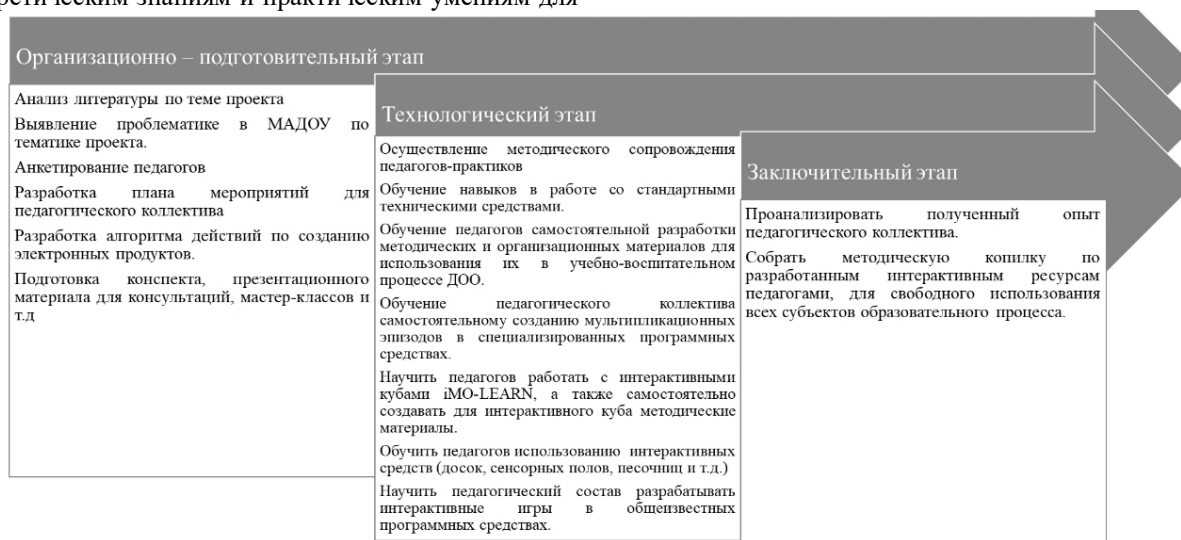 ретическим знаниям и практическим умениям для
Организационно – подготовительный этап
Анализ литературы по теме проекта
Выявление проблематике в МАДОУ по
тематике проекта.
Анкетирование педагогов
Разработка плана мероприятий для
педагогического коллектива
Разработка алгоритма действий по созданию
электронных продуктов.
Подготовка конспекта, презентационного
материала для консультаций, мастер-классов и
т.д
Технологический этап
Осуществление методического сопровождения
педагогов-практиков
Обучение навыков в работе со стандартными
техническими средствами.
Обучение педагогов самостоятельной разработки
методических и организационных материалов для
использования их в учебно-воспитательном
процессе ДОО.
Обучение педагогического коллектива
самостоятельному созданию мультипликационных
эпизодов в специализированных программных
средствах.
Научить педагогов работать с интерактивными
кубами iMO-LEARN, а также самостоятельно
создавать для интерактивного куба методические
материалы.
Обучить педагогов использованию интерактивных
средств (досок, сенсорных полов, песочниц и т.д.)
Научить педагогический состав разрабатывать
интерактивные игры в общеизвестных
программных средствах.
Заключительный этап
Проанализировать полученный опыт
педагогического коллектива.
Собрать методическую копилку по
разработанным интерактивным ресурсам
педагогами, для свободного использования
всех субъектов образовательного процесса.